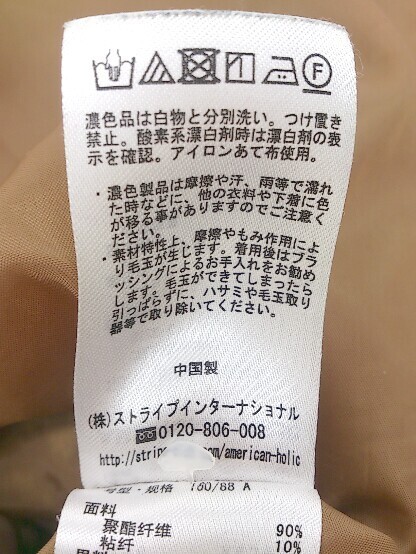 F
濃色品は白物と分別洗い。つけ置き
禁止。酸素系漂白剤時は漂白剤の表
示を確認。アイロンあて布使用。
・濃色製品は摩擦や汗、雨等で濡れ
た時などに、他の衣料や下着に色
が移る事がありますのでご注意く
ださい。
・素材特性上、摩擦やもみ作用によ
り毛玉が生じます。着用後はブラ
ッシングによるお手入れをお勧め
します。毛玉ができてしまったら
引っぱらずに、ハサミや毛玉取り
器等で取り除いてください。
中国製
(株)ストライプインターナショナル
0120-806-008
http://strip /american-holic
号型・规格 160/88 A
面料
聚酯纤维 90%
粘纤 10%